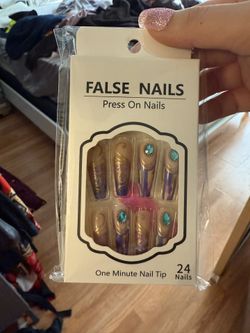 FALSE NAILS
Press On Nails
One Minute Nail Tip
24
Nails